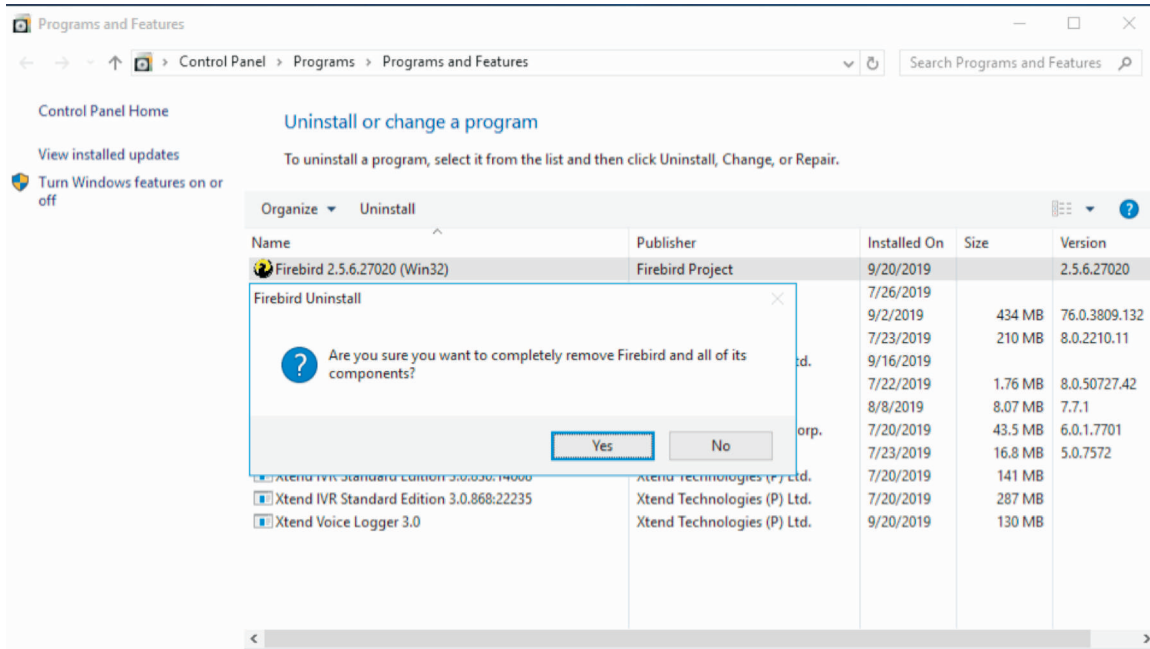 Programs and Features
Control Panel > Programs > Programs and Features
Search Programs and Features
Control Panel Home
View installed updates
Turn Windows features on or
off
Uninstall or change a program
To uninstall a program, select it from the list and then click Uninstall, Change, or Repair.
Organize Uninstall
Name Publisher Installed On Size Version
Firebird 2.5.6.27020 (Win32) Firebird Project 9/20/2019 2.5.6.27020
7/26/2019
9/2/2019 434 MB 76.0.3809.132
7/23/2019 210 MB 8.0.2210.11
td. 9/16/2019
7/22/2019 1.76 MB 8.0.50727.42
8/8/2019 8.07 MB 7.7.1
orp. 7/20/2019 43.5 MB 6.0.1.7701
7/23/2019 16.8 MB 5.0.7572
Firebird Uninstall
Are you sure you want to completely remove Firebird and all of its
components?
Yes No
Xtend IVR Standard Edition Xtend Technologies (P) Ltd. 7/20/2019 141 MB
Xtend IVR Standard Edition 3.0.868:22235 Xtend Technologies (P) Ltd. 7/20/2019 287 MB
Xtend Voice Logger 3.0 Xtend Technologies (P) Ltd. 9/20/2019 130 MB